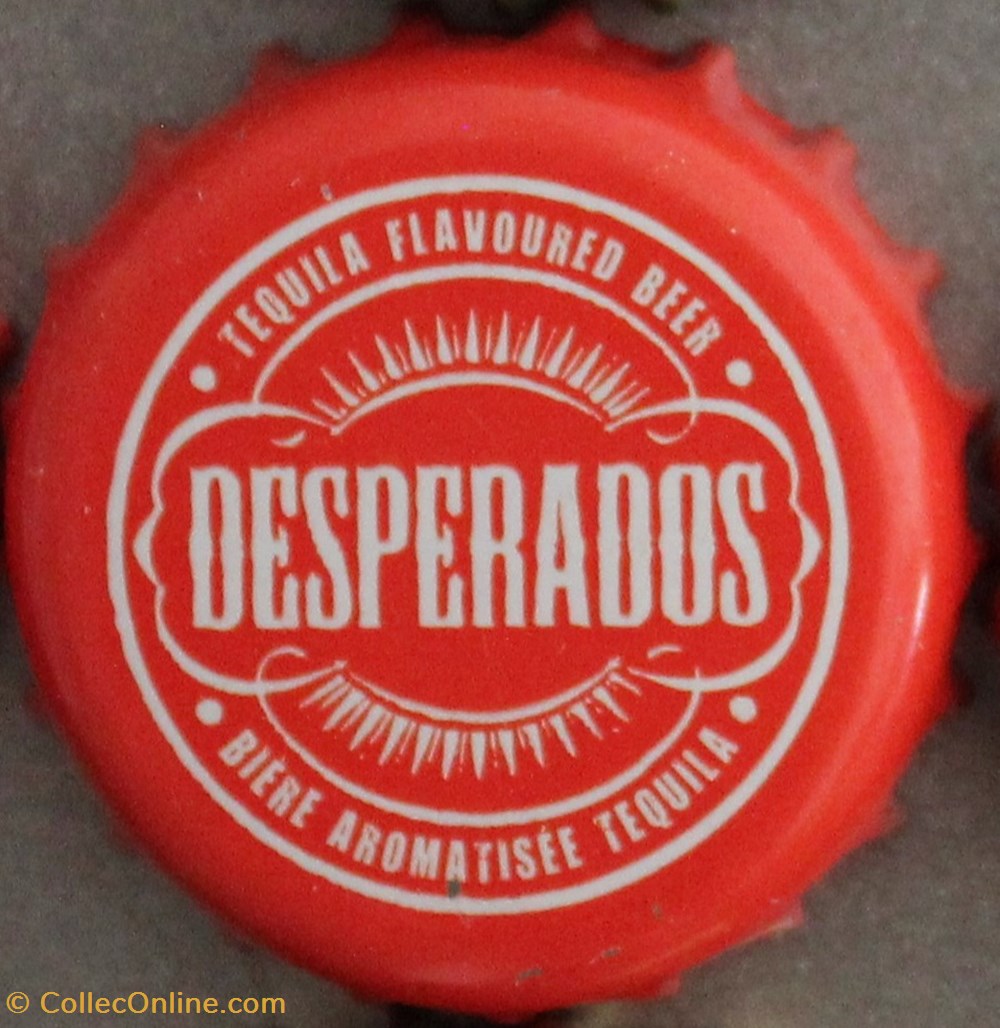 TEQUILA FLAVOURED BEER
DESPERADOS
BIÈRE AROMATISÉE TEQUILA
© CollecOnline.com